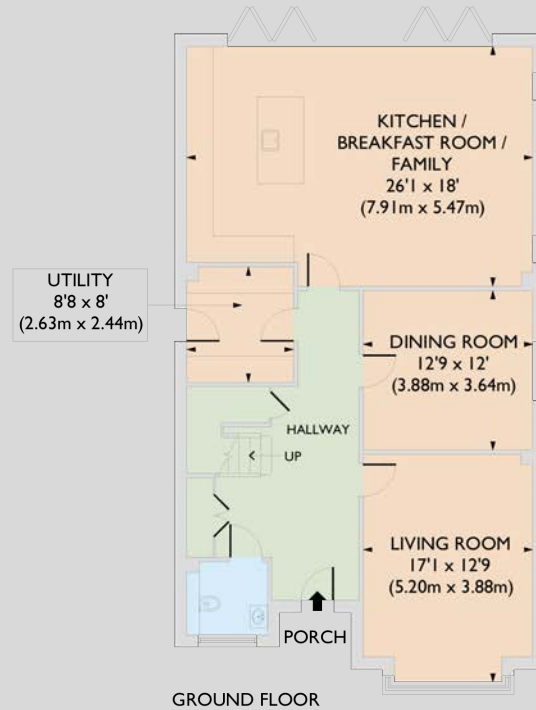 KITCHEN /
BREAKFAST ROOM /
FAMILY
26'1 x 18'
(7.91m x 5.47m)
UTILITY
8'8 x 8'
(2.63m x 2.44m)
DINING ROOM
12'9 x 12'
(3.88m x 3.64m)
HALLWAY
UP
LIVING ROOM
17'1 x 12'9
(5.20m x 3.88m)
PORCH
GROUND FLOOR